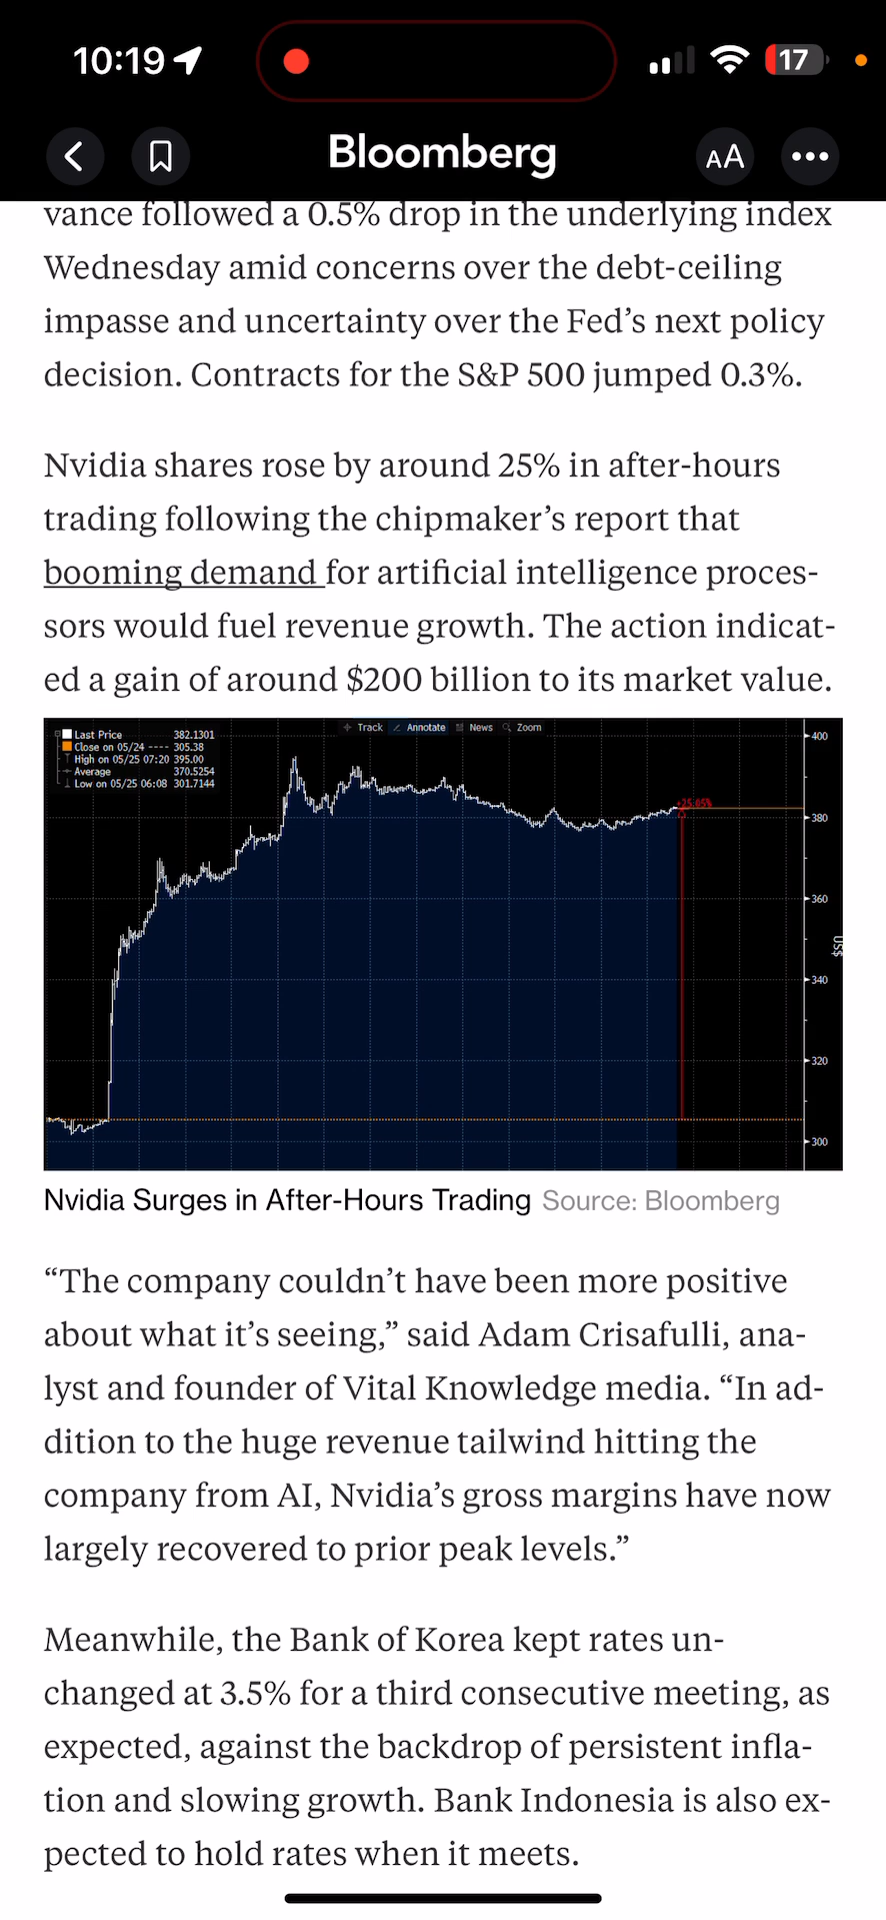 10:19
17
Bloomberg
AA
vance followed a 0.5% drop in the underlying index
Wednesday amid concerns over the debt-ceiling
impasse and uncertainty over the Fed’s next policy
decision. Contracts for the S&P 500 jumped 0.3%.
Nvidia shares rose by around 25% in after-hours
trading following the chipmaker’s report that
booming demand for artificial intelligence proces-
sors would fuel revenue growth. The action indicat-
ed a gain of around $200 billion to its market value.
Track Annotate News Zoom
Last Price 382.1301
Close on 05/24 ---- 305.38
High on 05/25 07:20 395.00
Average 370.5254
Low on 05/25 06:08 301.7144
400
+25.05%
380
360
US$
340
320
300
Nvidia Surges in After-Hours Trading Source: Bloomberg
“The company couldn’t have been more positive
about what it’s seeing,” said Adam Crisafulli, ana-
lyst and founder of Vital Knowledge media. “In ad-
dition to the huge revenue tailwind hitting the
company from AI, Nvidia’s gross margins have now
largely recovered to prior peak levels.”
Meanwhile, the Bank of Korea kept rates un-
changed at 3.5% for a third consecutive meeting, as
expected, against the backdrop of persistent infla-
tion and slowing growth. Bank Indonesia is also ex-
pected to hold rates when it meets.